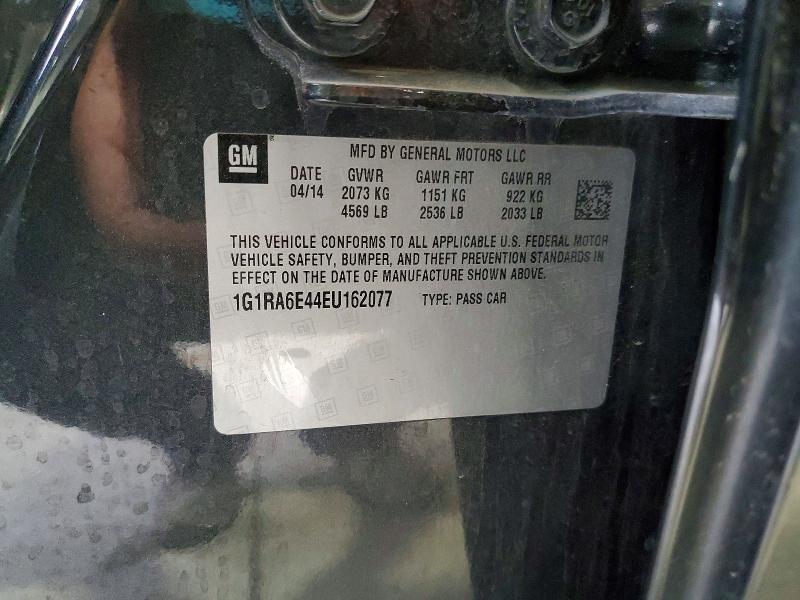 GM
MFD BY GENERAL MOTORS LLC
DATE GVWR GAWR FRT GAWR RR
04/14 2073 KG 1151 KG 922 KG
4569 LB 2536 LB 2033 LB
THIS VEHICLE CONFORMS TO ALL APPLICABLE U.S. FEDERAL MOTOR
VEHICLE SAFETY, BUMPER, AND THEFT PREVENTION STANDARDS IN
EFFECT ON THE DATE OF MANUFACTURE SHOWN ABOVE.
1G1RA6E44EU162077 TYPE: PASS CAR